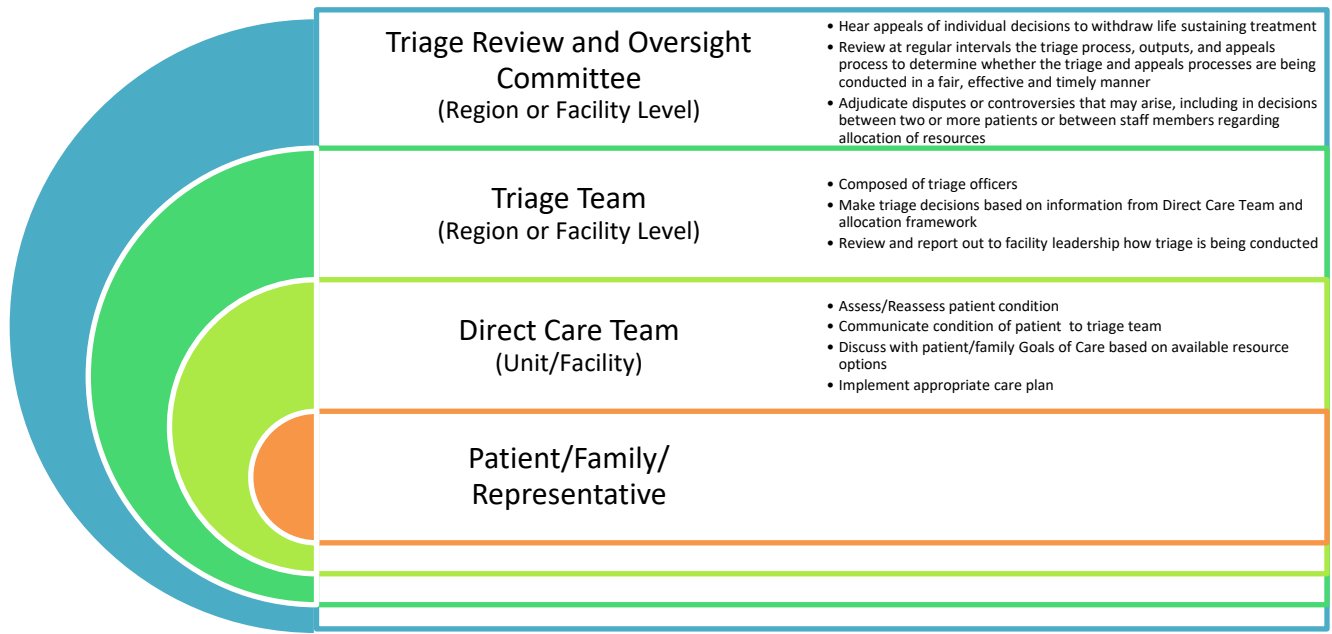 Triage Review and Oversight
Committee
(Region or Facility Level)
• Hear appeals of individual decisions to withdraw life sustaining treatment
• Review at regular intervals the triage process, outputs, and appeals
process to determine whether the triage and appeals processes are being
conducted in a fair, effective and timely manner
• Adjudicate disputes or controversies that may arise, including in decisions
between two or more patients or between staff members regarding
allocation of resources
Triage Team
(Region or Facility Level)
• Composed of triage officers
• Make triage decisions based on information from Direct Care Team and
allocation framework
• Review and report out to facility leadership how triage is being conducted
Direct Care Team
(Unit/Facility)
• Assess/Reassess patient condition
• Communicate condition of patient  to triage team
• Discuss with patient/family Goals of Care based on available resource
options
• Implement appropriate care plan
Patient/Family/
Representative